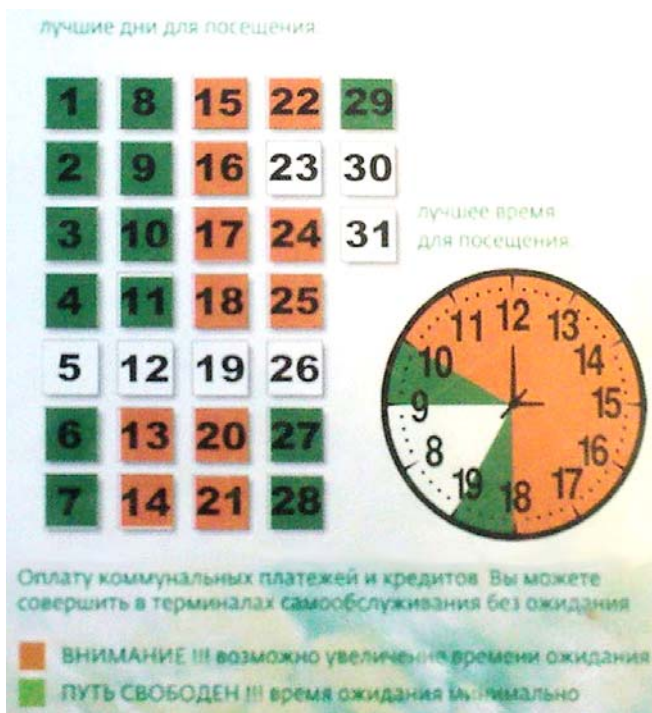 лучшие дни для посещения
1 8 15 22 29
2 9 16 23 30
3 10 17 24 31
4 11 18 25
5 12 19 26
6 13 20 27
7 14 21 28
лучшее время
для посещения
12
11 13
10 14
9 15
8 16
19 18 17
Оплату коммунальных платежей и кредитов Вы можете
совершить в терминалах самообслуживания без ожидания
ВНИМАНИЕ !!! возможно увеличение времени ожидания
ПУТЬ СВОБОДЕН !!! время ожидания минимально